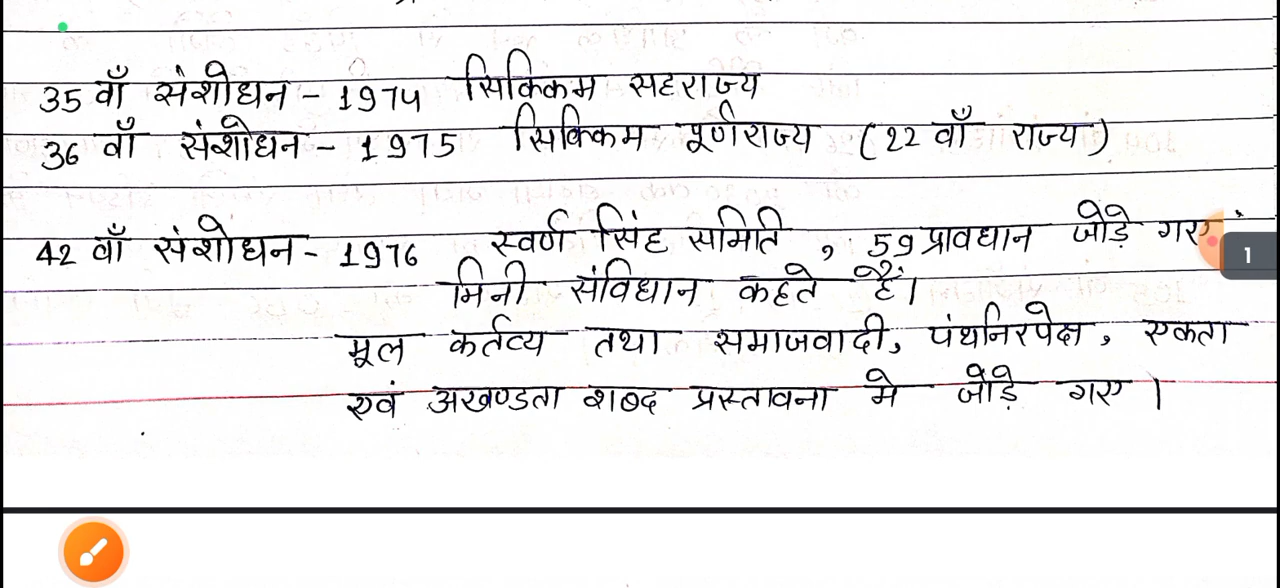 35 वाँ संशोधन - 1974 सिक्किम सहराज्य
36 वाँ संशोधन - 1975 सिक्किम पूर्णराज्य (22 वाँ राज्य)
42 वाँ संशोधन - 1976 स्वर्ण सिंह समिति, 59 प्रावधान जोड़े गए
मिनी संविधान कहते हैं।
मूल कर्तव्य तथा समाजवादी, पंथनिरपेक्ष, एकता
एवं अखण्डता शब्द प्रस्तावना मे जोड़े गए।
1